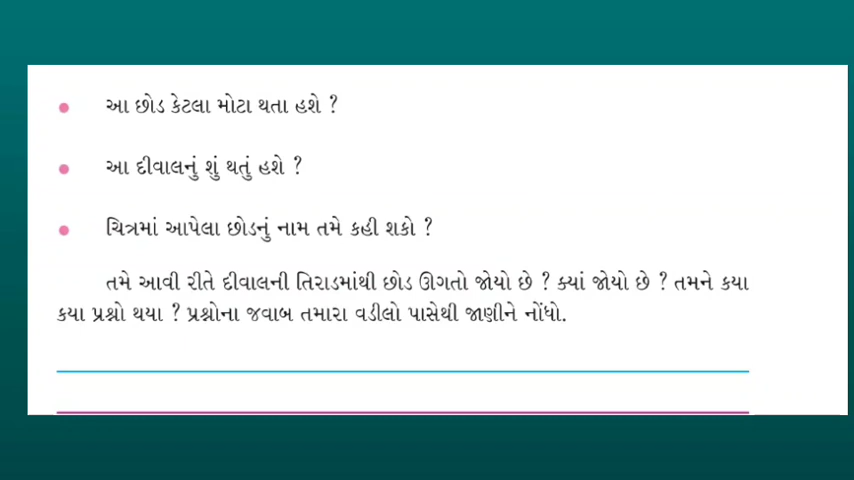 • આ છોડ કેટલા મોટા થતા હશે ?
• આ દીવાલનું શું થતું હશે ?
• ચિત્રમાં આપેલા છોડનું નામ તમે કહી શકો ?
તમે આવી રીતે દીવાલની તિરાડમાંથી છોડ ઊગતો જોયો છે ? ક્યાં જોયો છે ? તમને કયા
કયા પ્રશ્નો થયા ? પ્રશ્નોના જવાબ તમારા વડીલો પાસેથી જાણીને નોંધો.